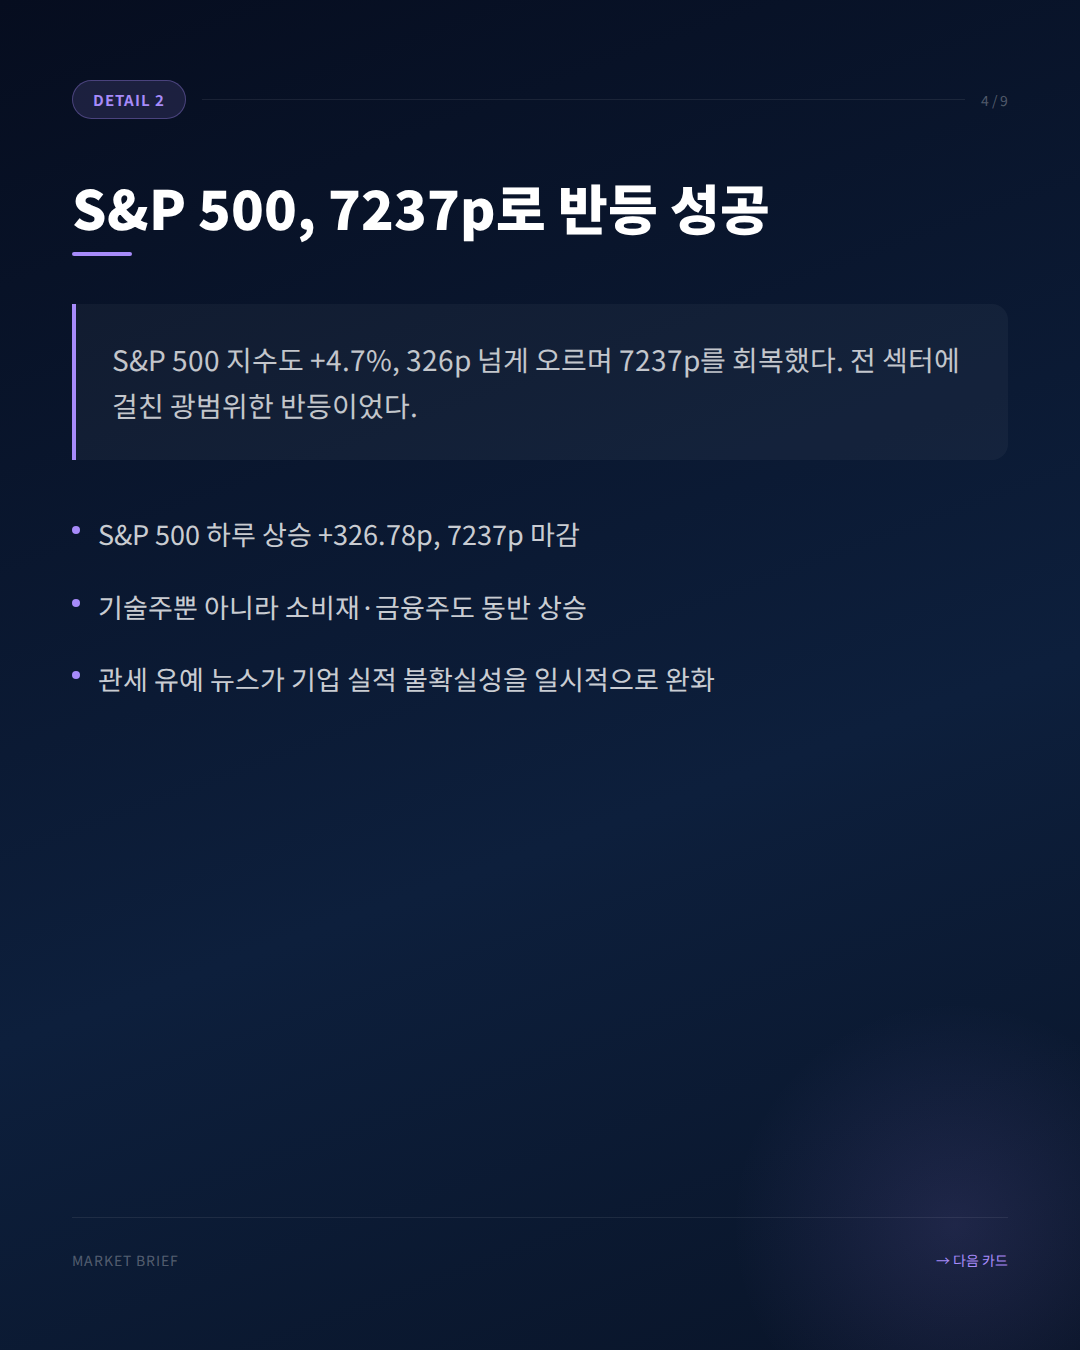 DETAIL 2
4 / 9
S&P 500, 7237p로 반등 성공
S&P 500 지수도 +4.7%, 326p 넘게 오르며 7237p를 회복했다. 전 섹터에
걸친 광범위한 반등이었다.
S&P 500 하루 상승 +326.78p, 7237p 마감
기술주뿐 아니라 소비재·금융주도 동반 상승
관세 유예 뉴스가 기업 실적 불확실성을 일시적으로 완화
MARKET BRIEF
→ 다음 카드